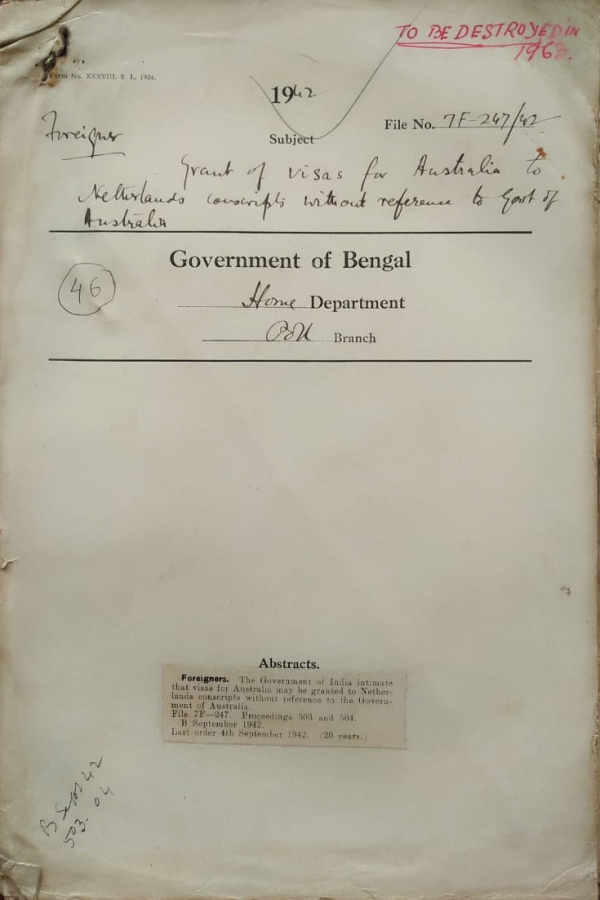 TO BE DESTROYED IN
1963.
Form No. XXXVIII, S. L., 1924.
1942
File No. 7F-247/42
Foreigner
Subject
Grant of visas for Australia to
Netherlands conscripts without reference to Govt of
Australia
Government of Bengal
46
Home Department
Branch
Abstracts.
Foreigners. The Government of India intimate
that visas for Australia may be granted to Nether-
lands conscripts without reference to the Govern-
ment of Australia.
File 7F—247. Proceedings 503 and 504.
B September 1942.
Last order 4th September 1942. (20 years.)
B Sept 42
503. 04